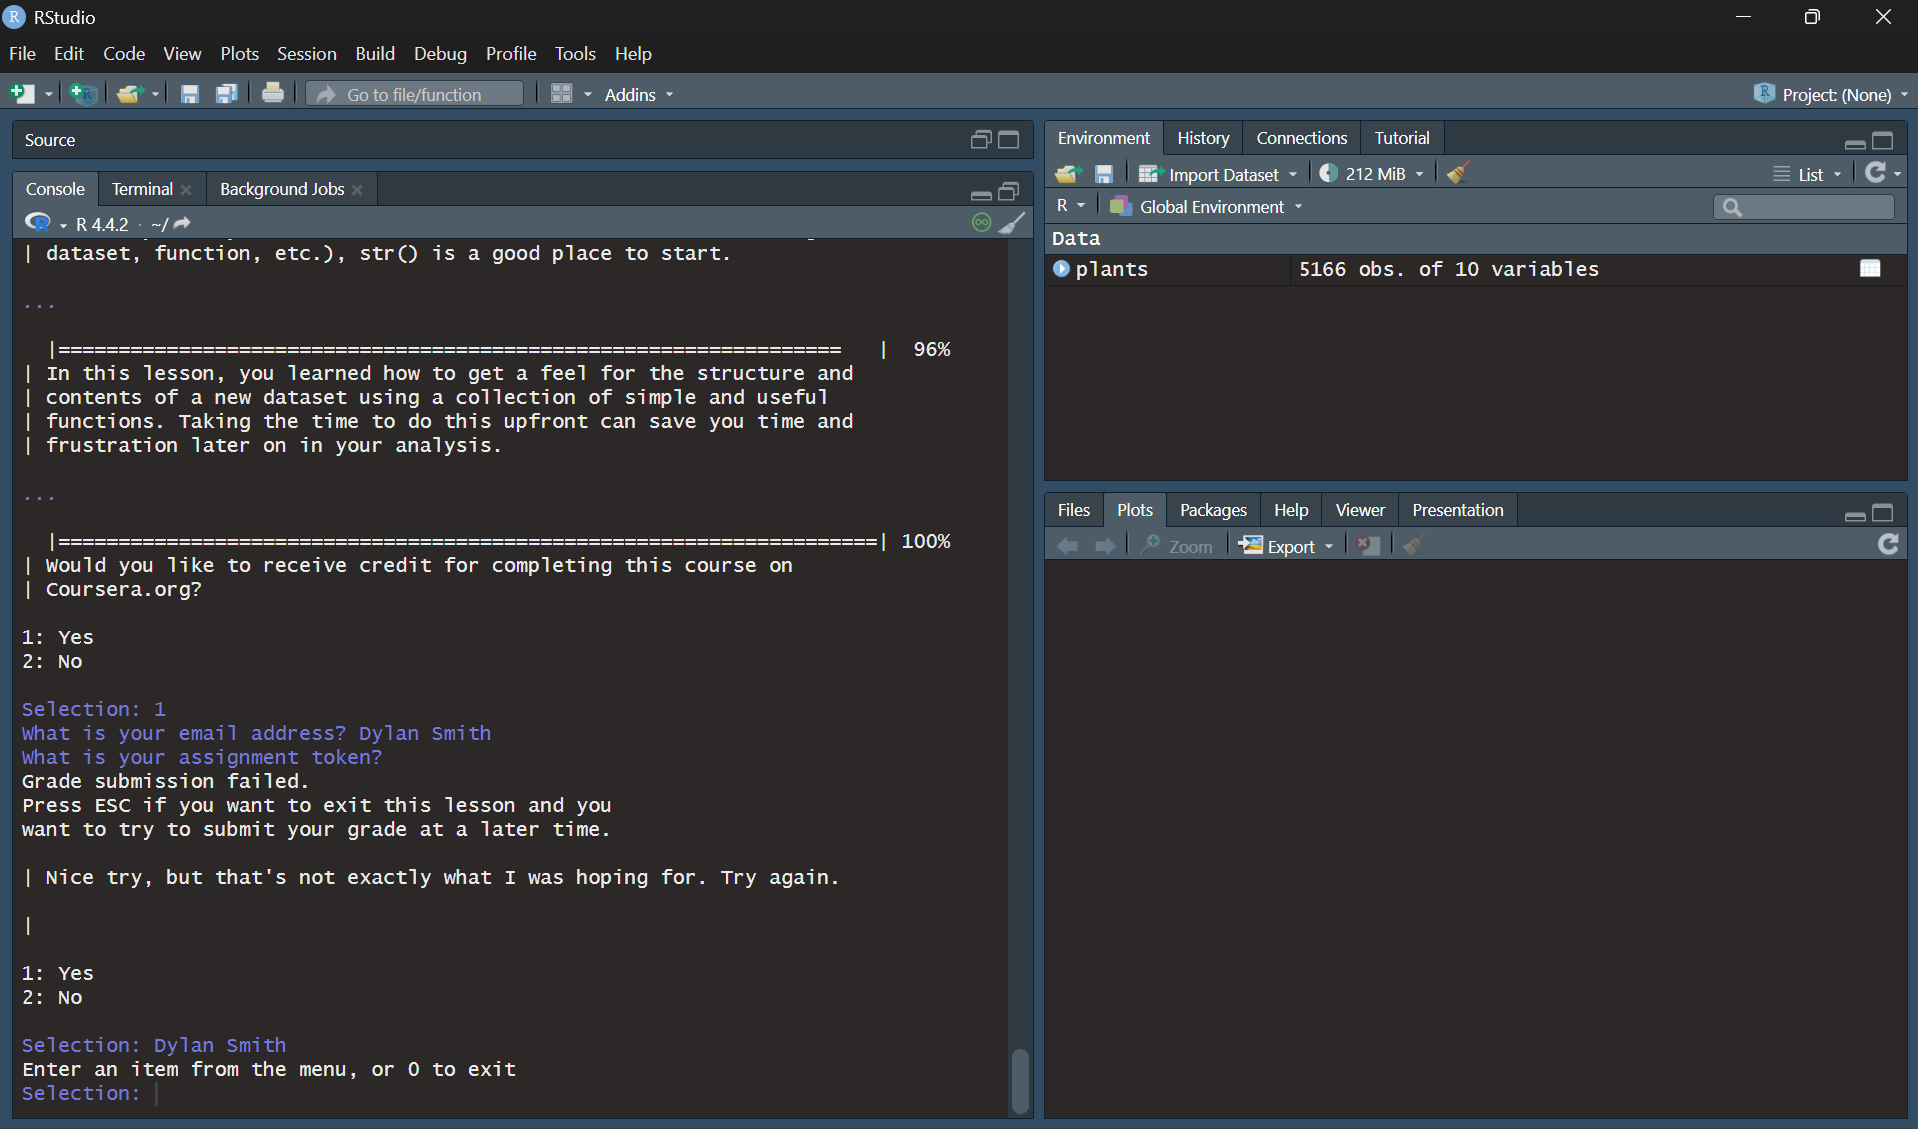 RStudio
File Edit Code View Plots Session Build Debug Profile Tools Help
Go to file/function Addins Project: (None)
Source
Console Terminal Background Jobs
R 4.4.2 · ~/
| dataset, function, etc.), str() is a good place to start.
...
|================================================================= | 96%
| In this lesson, you learned how to get a feel for the structure and
| contents of a new dataset using a collection of simple and useful
| functions. Taking the time to do this upfront can save you time and
| frustration later on in your analysis.
...
|====================================================================| 100%
| Would you like to receive credit for completing this course on
| Coursera.org?
1: Yes
2: No
Selection: 1
What is your email address? Dylan Smith
What is your assignment token?
Grade submission failed.
Press ESC if you want to exit this lesson and you
want to try to submit your grade at a later time.
| Nice try, but that's not exactly what I was hoping for. Try again.
|
1: Yes
2: No
Selection: Dylan Smith
Enter an item from the menu, or 0 to exit
Selection:
Environment History Connections Tutorial
Import Dataset 212 MiB List
R Global Environment
Data
plants 5166 obs. of 10 variables
Files Plots Packages Help Viewer Presentation
Zoom Export